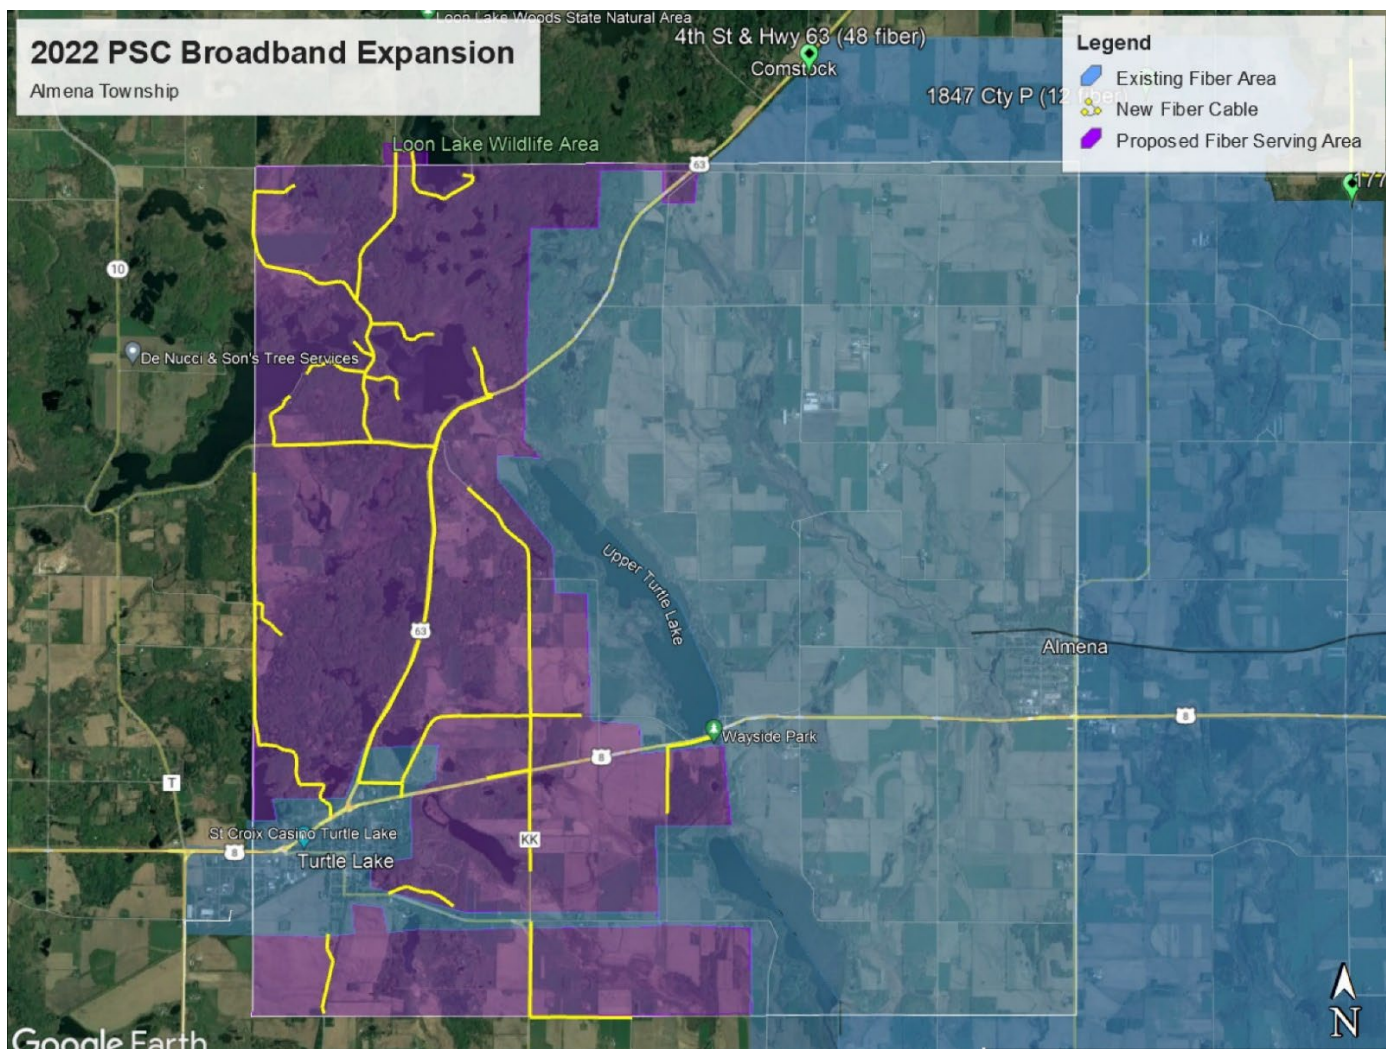 Loon Lake Woods State Natural Area
2022 PSC Broadband Expansion
Almena Township
4th St & Hwy 63 (48 fiber)
Comstock
1847 Cty P (12 fiber)
Legend
Existing Fiber Area
New Fiber Cable
Proposed Fiber Serving Area
Loon Lake Wildlife Area
63
177
10
De Nucci & Son's Tree Services
Upper Turtle Lake
63
Almena
8
Wayside Park
8
T
St Croix Casino Turtle Lake
KK
8
Turtle Lake
N
Google Earth